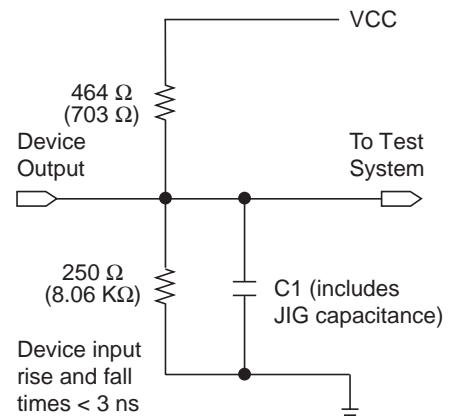 VCC
464 Ω
(703 Ω)
Device
Output
To Test
System
250 Ω
(8.06 KΩ)
C1 (includes
JIG capacitance)
Device input
rise and fall
times < 3 ns